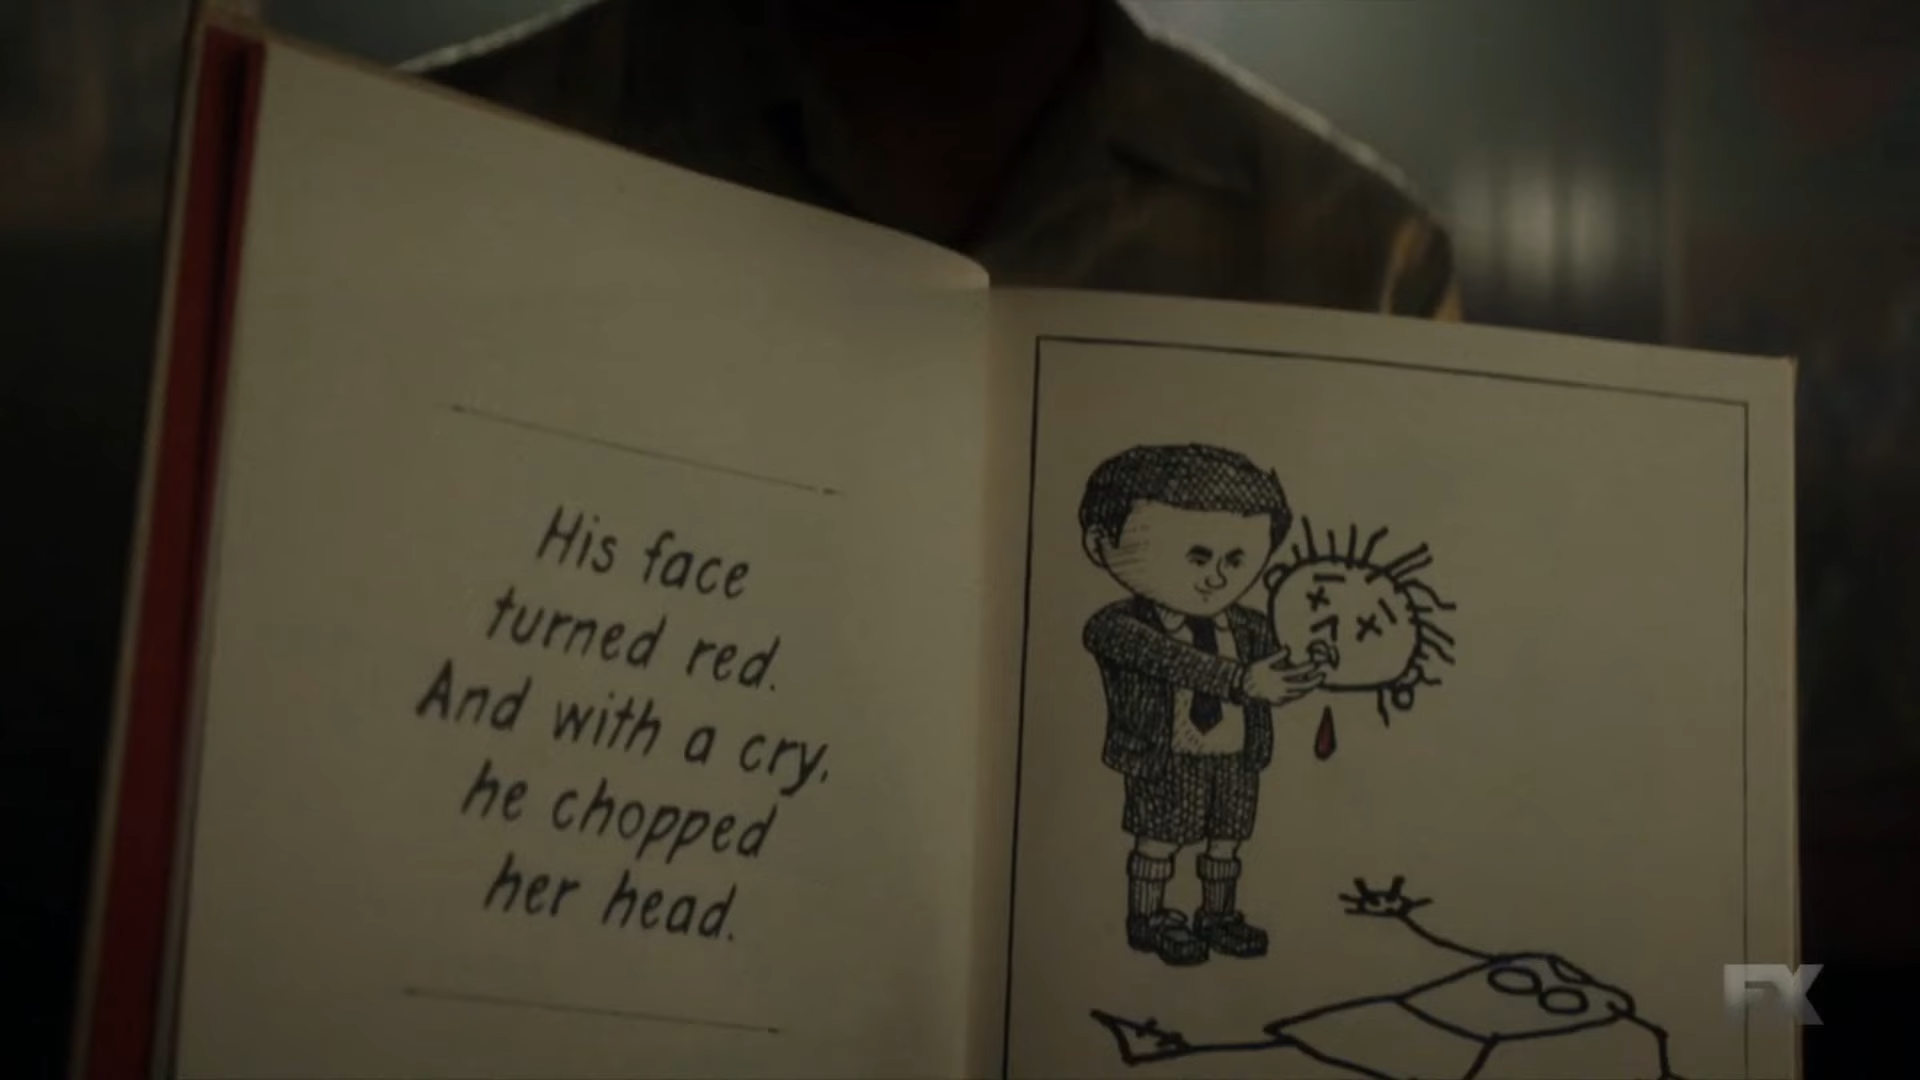 His face
turned red.
And with a cry,
he chopped
her head.
FX